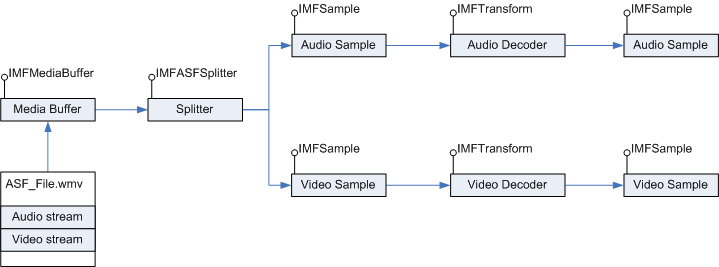 IMFSample
IMFTransform
IMFSample
Audio Sample
Audio Decoder
Audio Sample
IMFMediaBuffer
IMFASFSplitter
Media Buffer
Splitter
IMFSample
IMFTransform
IMFSample
Video Sample
Video Decoder
Video Sample
ASF_File.wmv
Audio stream
Video stream